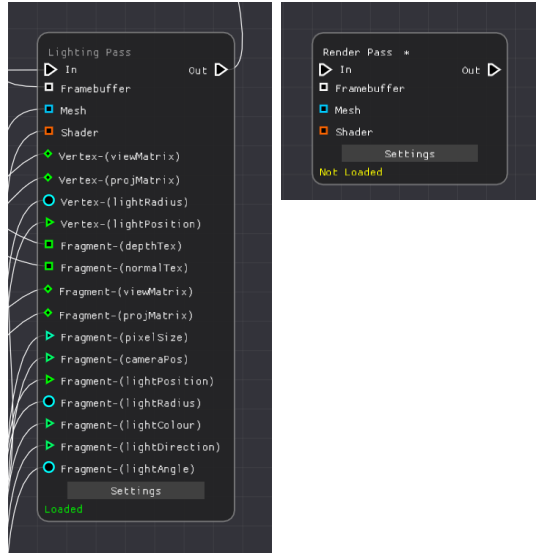 Lighting Pass
In Out
Framebuffer
Mesh
Shader
Vertex-(viewMatrix)
Vertex-(projMatrix)
Vertex-(lightRadius)
Vertex-(lightPosition)
Fragment-(depthTex)
Fragment-(normalTex)
Fragment-(viewMatrix)
Fragment-(projMatrix)
Fragment-(pixelSize)
Fragment-(cameraPos)
Fragment-(lightPosition)
Fragment-(lightRadius)
Fragment-(lightColour)
Fragment-(lightDirection)
Fragment-(lightAngle)
Settings
Loaded
Render Pass *
In Out
Framebuffer
Mesh
Shader
Settings
Not Loaded